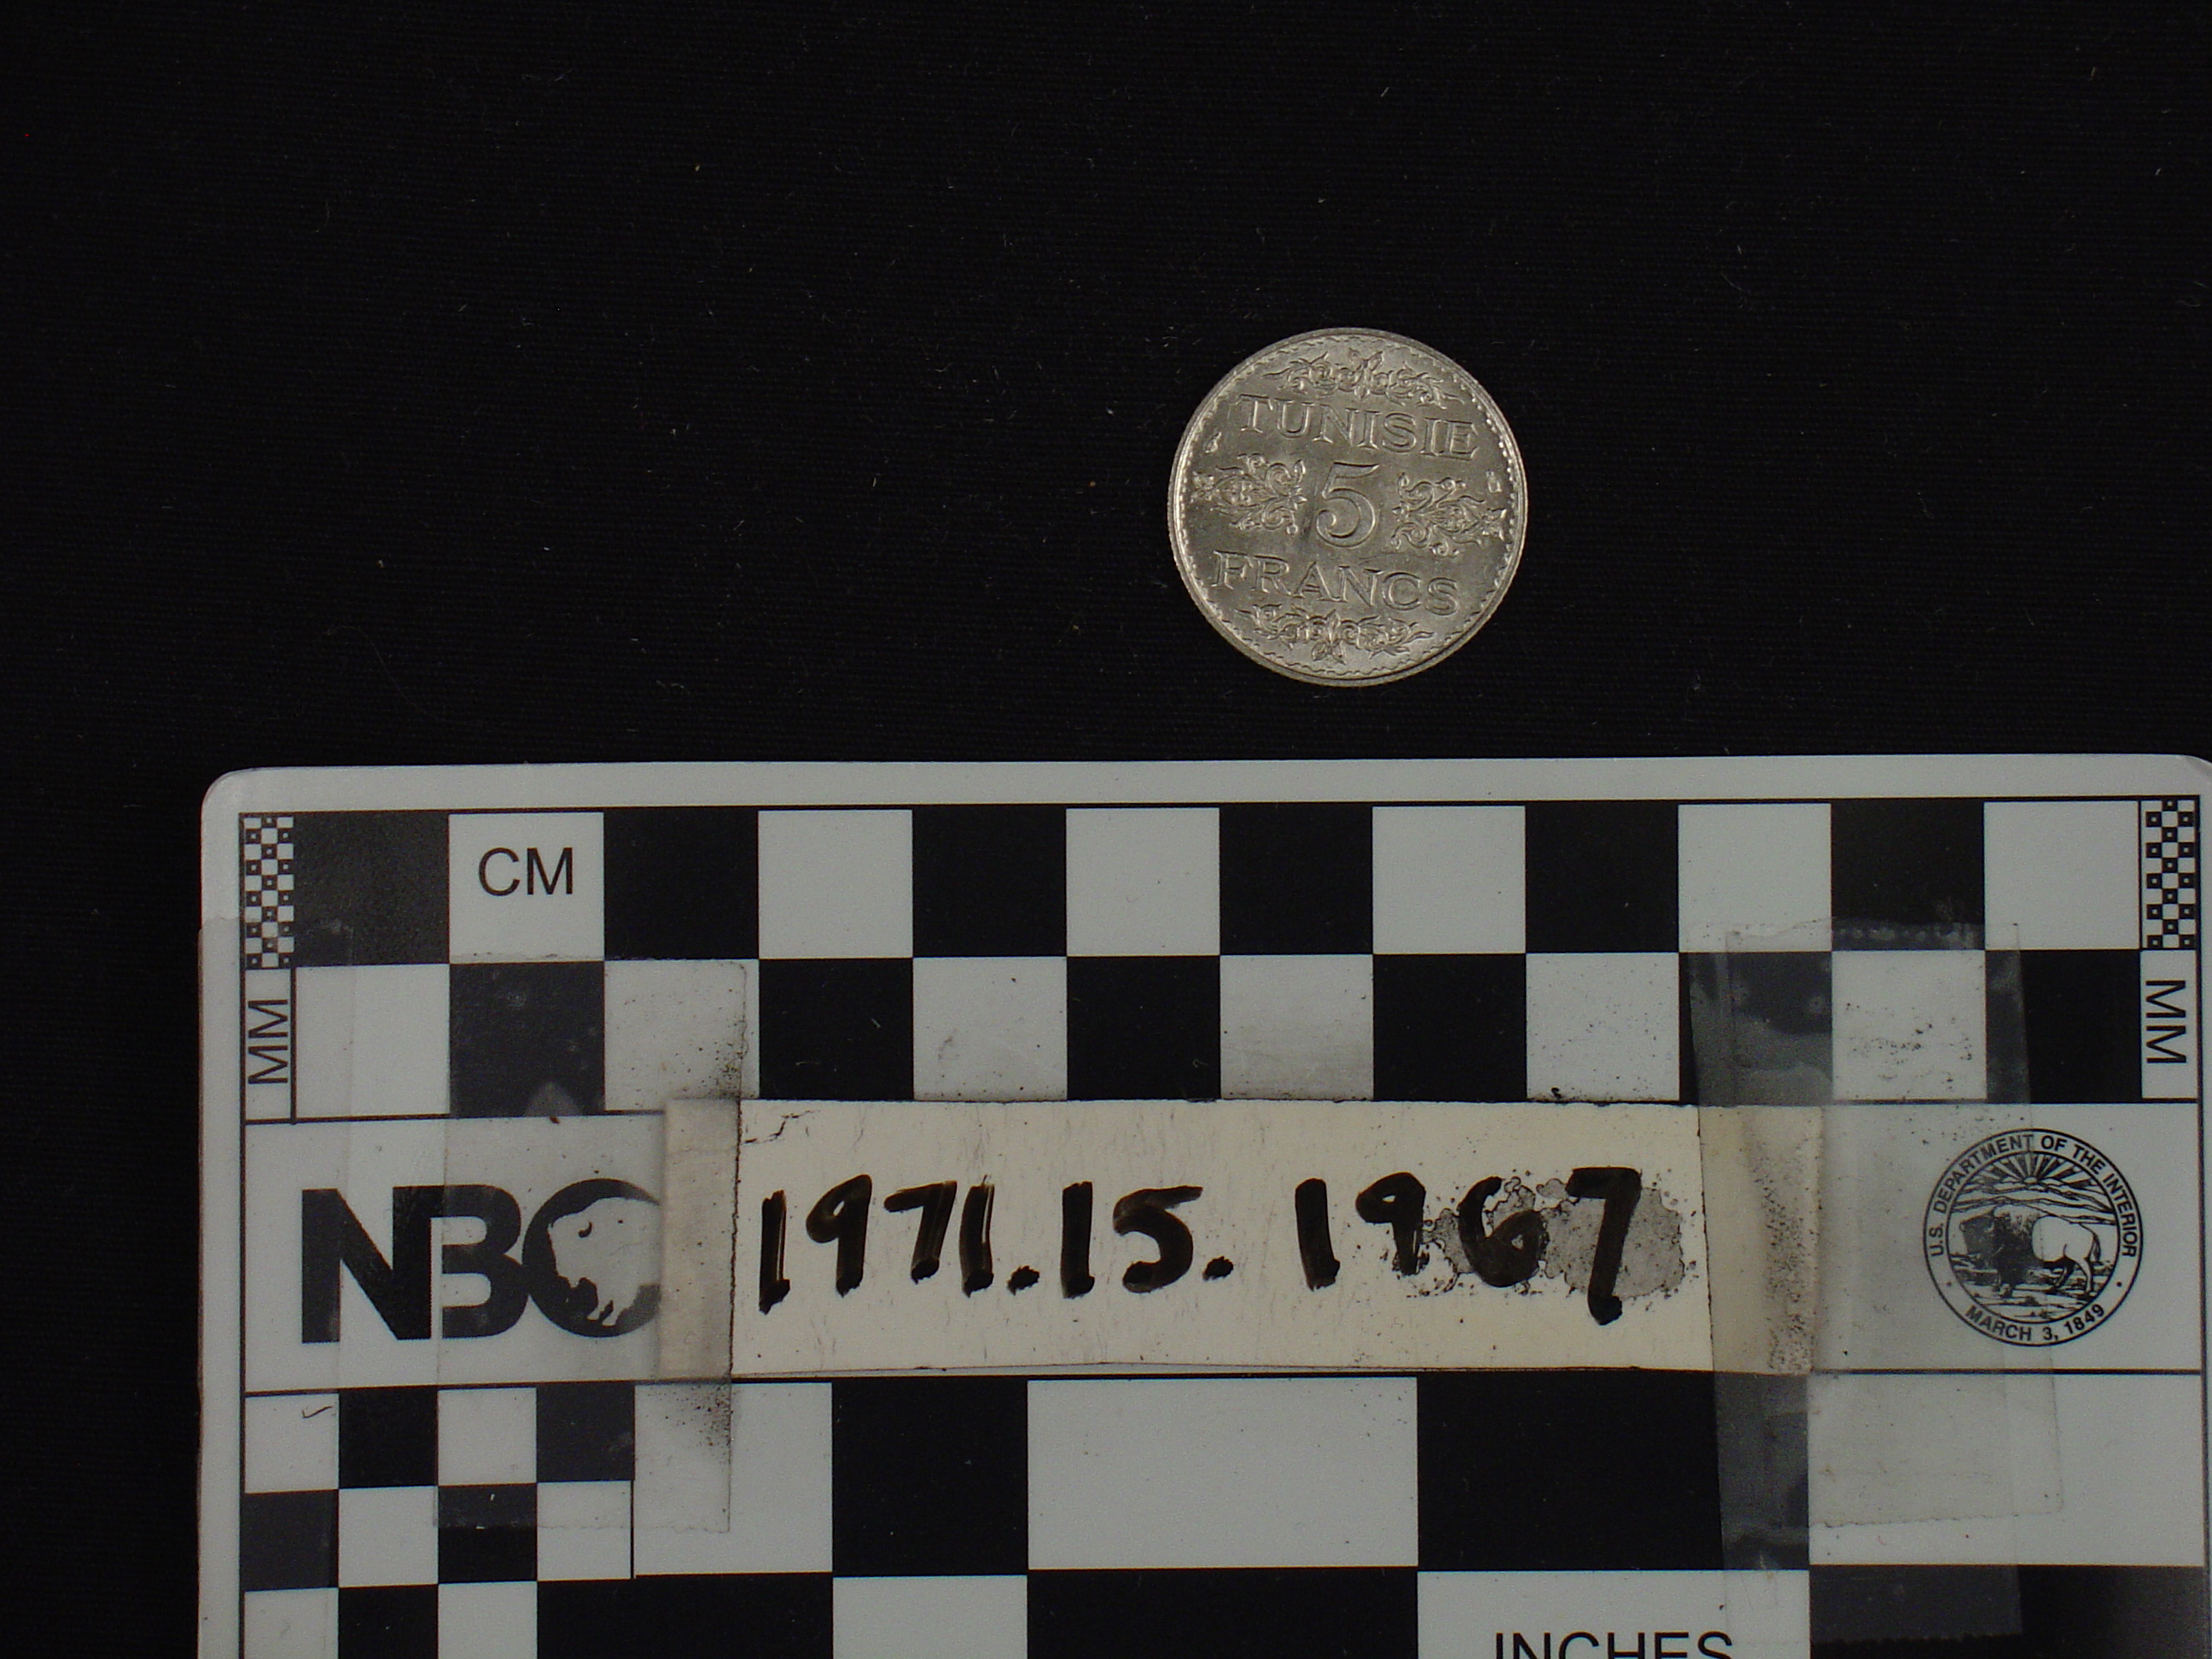 TUNISIE
5
FRANCS
CM
MM
MM
NBC
1971.15.1967
U.S. DEPARTMENT OF THE INTERIOR
MARCH 3, 1849
INCHES